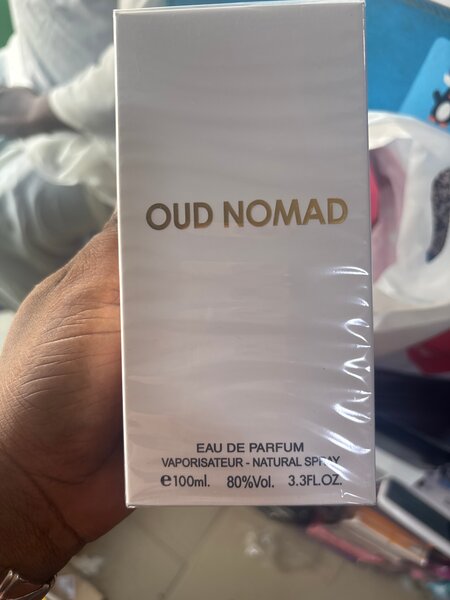 OUD NOMAD
EAU DE PARFUM
VAPORISATEUR - NATURAL SPRAY
℮100ml. 80%Vol. 3.3FL.OZ.